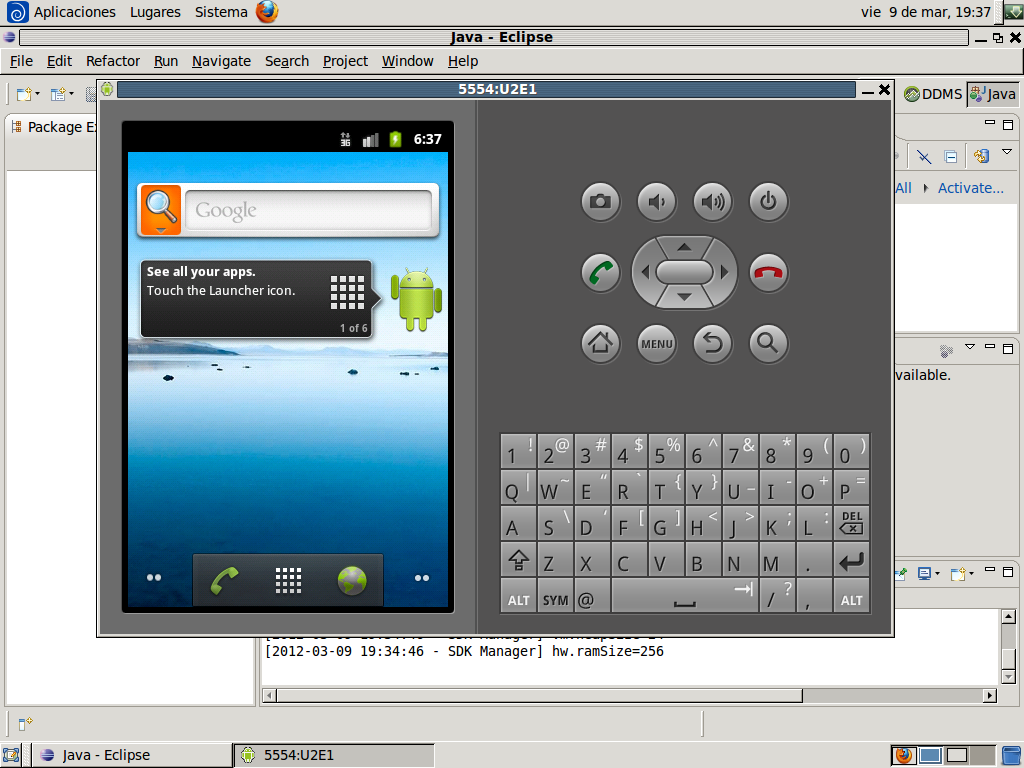 Aplicaciones Lugares Sistema vie 9 de mar, 19:37
Java - Eclipse
File Edit Refactor Run Navigate Search Project Window Help
5554:U2E1
DDMS Java
Package
3G 6:37
All Activate...
Google
See all your apps.
Touch the Launcher icon.
1 of 6
MENU
vailable.
1 ! 2 @ 3 # 4 $ 5 % 6 ^ 7 & 8 * 9 ( 0 )
Q | W ~ E “ R ` T { Y } U _ I - O + P =
A S \ D ‘ F [ G ] H < J > K ; L : DEL
Z X C V B N M .
ALT SYM @ / ? , ALT
[2012-03-09 19:34:46 - SDK Manager] hw.ramSize=256
Java - Eclipse 5554:U2E1